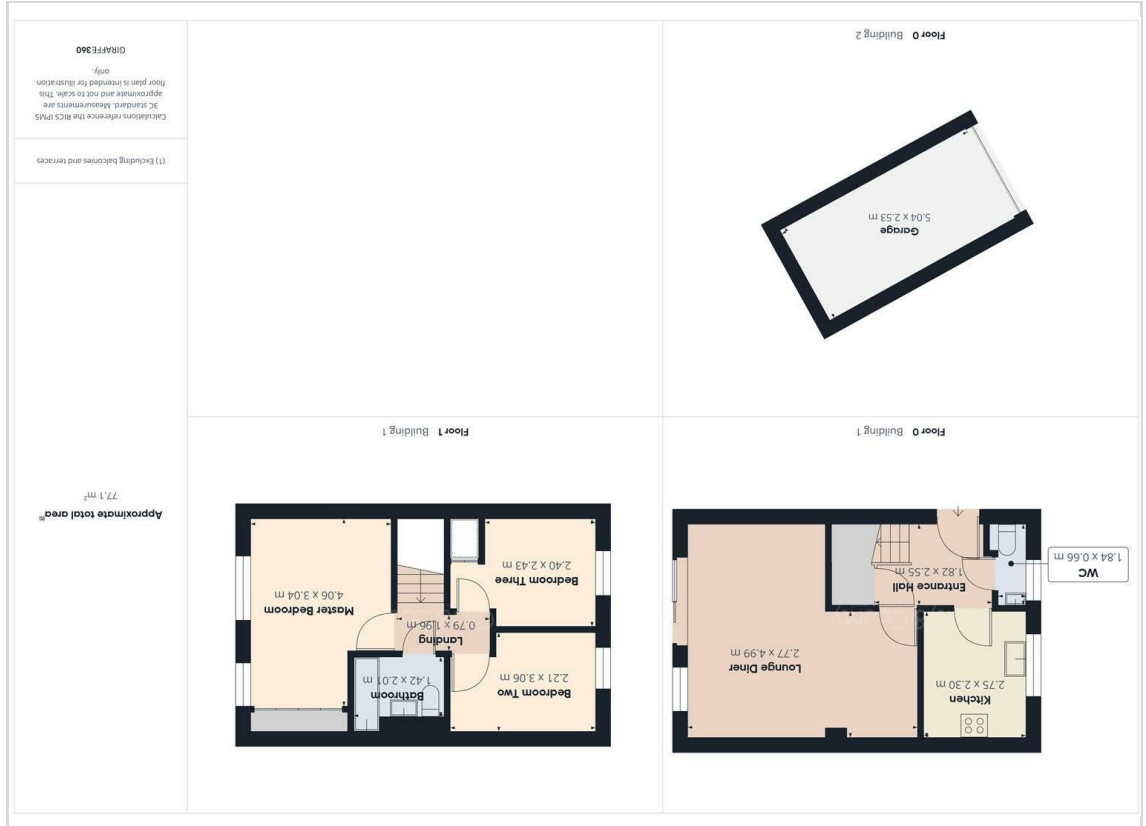 Kitchen
2.75 x 2.30 m
Lounge Diner
2.77 x 4.99 m
WC
1.84 x 0.66 m
Entrance Hall
1.82 x 2.55 m
Floor 0 Building 1
Bedroom Two
2.21 x 3.06 m
Bathroom
1.42 x 2.01 m
Landing
0.79 x 1.96 m
Master Bedroom
4.06 x 3.04 m
Bedroom Three
2.40 x 2.43 m
Floor 1 Building 1
Garage
5.04 x 2.53 m
Floor 0 Building 2
Approximate total area(1)
77.1 m²
(1) Excluding balconies and terraces
Calculations reference the RICS IPMS
3C standard. Measurements are
approximate and not to scale. This
floor plan is intended for illustration
only.
GIRAFFE360